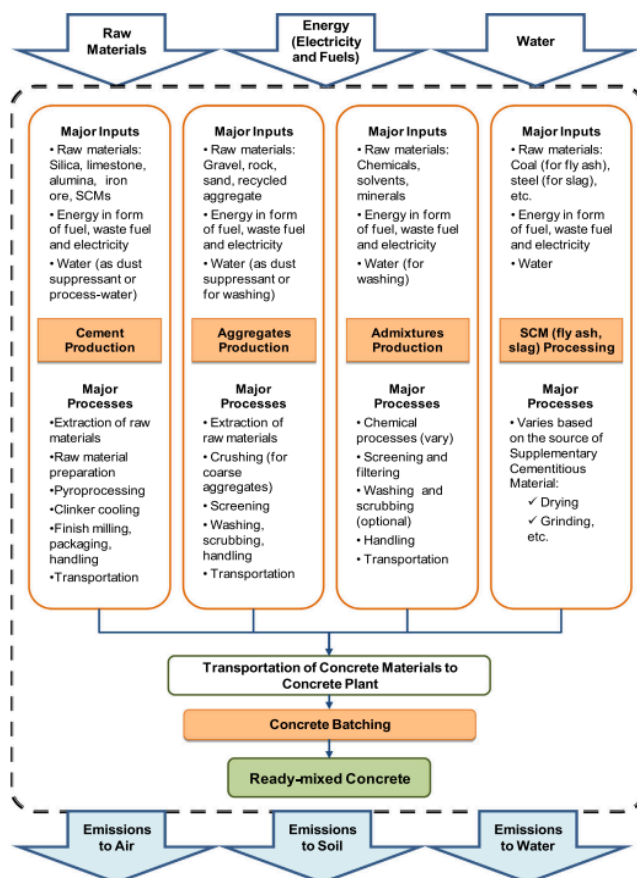 Raw
Materials
Energy
(Electricity
and Fuels)
Water
Major Inputs
• Raw materials:
Silica, limestone,
alumina, iron
ore, SCMs
• Energy in form
of fuel, waste fuel
and electricity
• Water (as dust
suppressant or
process-water)
Cement
Production
Major
Processes
•Extraction of raw
materials
•Raw material
preparation
•Pyroprocessing
•Clinker cooling
•Finish milling,
packaging,
handling
•Transportation
Major Inputs
• Raw materials:
Gravel, rock,
sand, recycled
aggregate
• Energy in form
of fuel, waste fuel
and electricity
• Water (as dust
suppressant or
for washing)
Aggregates
Production
Major
Processes
• Extraction of
raw materials
• Crushing (for
coarse
aggregates)
• Screening
• Washing,
scrubbing,
handling
• Transportation
Major Inputs
• Raw materials:
Chemicals,
solvents,
minerals
• Energy in form
of fuel, waste fuel
and electricity
• Water (for
washing)
Admixtures
Production
Major
Processes
• Chemical
processes (vary)
• Screening and
filtering
• Washing and
scrubbing
(optional)
• Handling
• Transportation
Major Inputs
• Raw materials:
Coal (for fly ash),
steel (for slag),
etc.
• Energy in form
of fuel, waste fuel
and electricity
• Water
SCM (fly ash,
slag) Processing
Major
Processes
• Varies based
on the source of
Supplementary
Cementitious
Material:
✓ Drying
✓ Grinding,
etc.
Transportation of Concrete Materials to
Concrete Plant
Concrete Batching
Ready-mixed Concrete
Emissions
to Air
Emissions
to Soil
Emissions
to Water